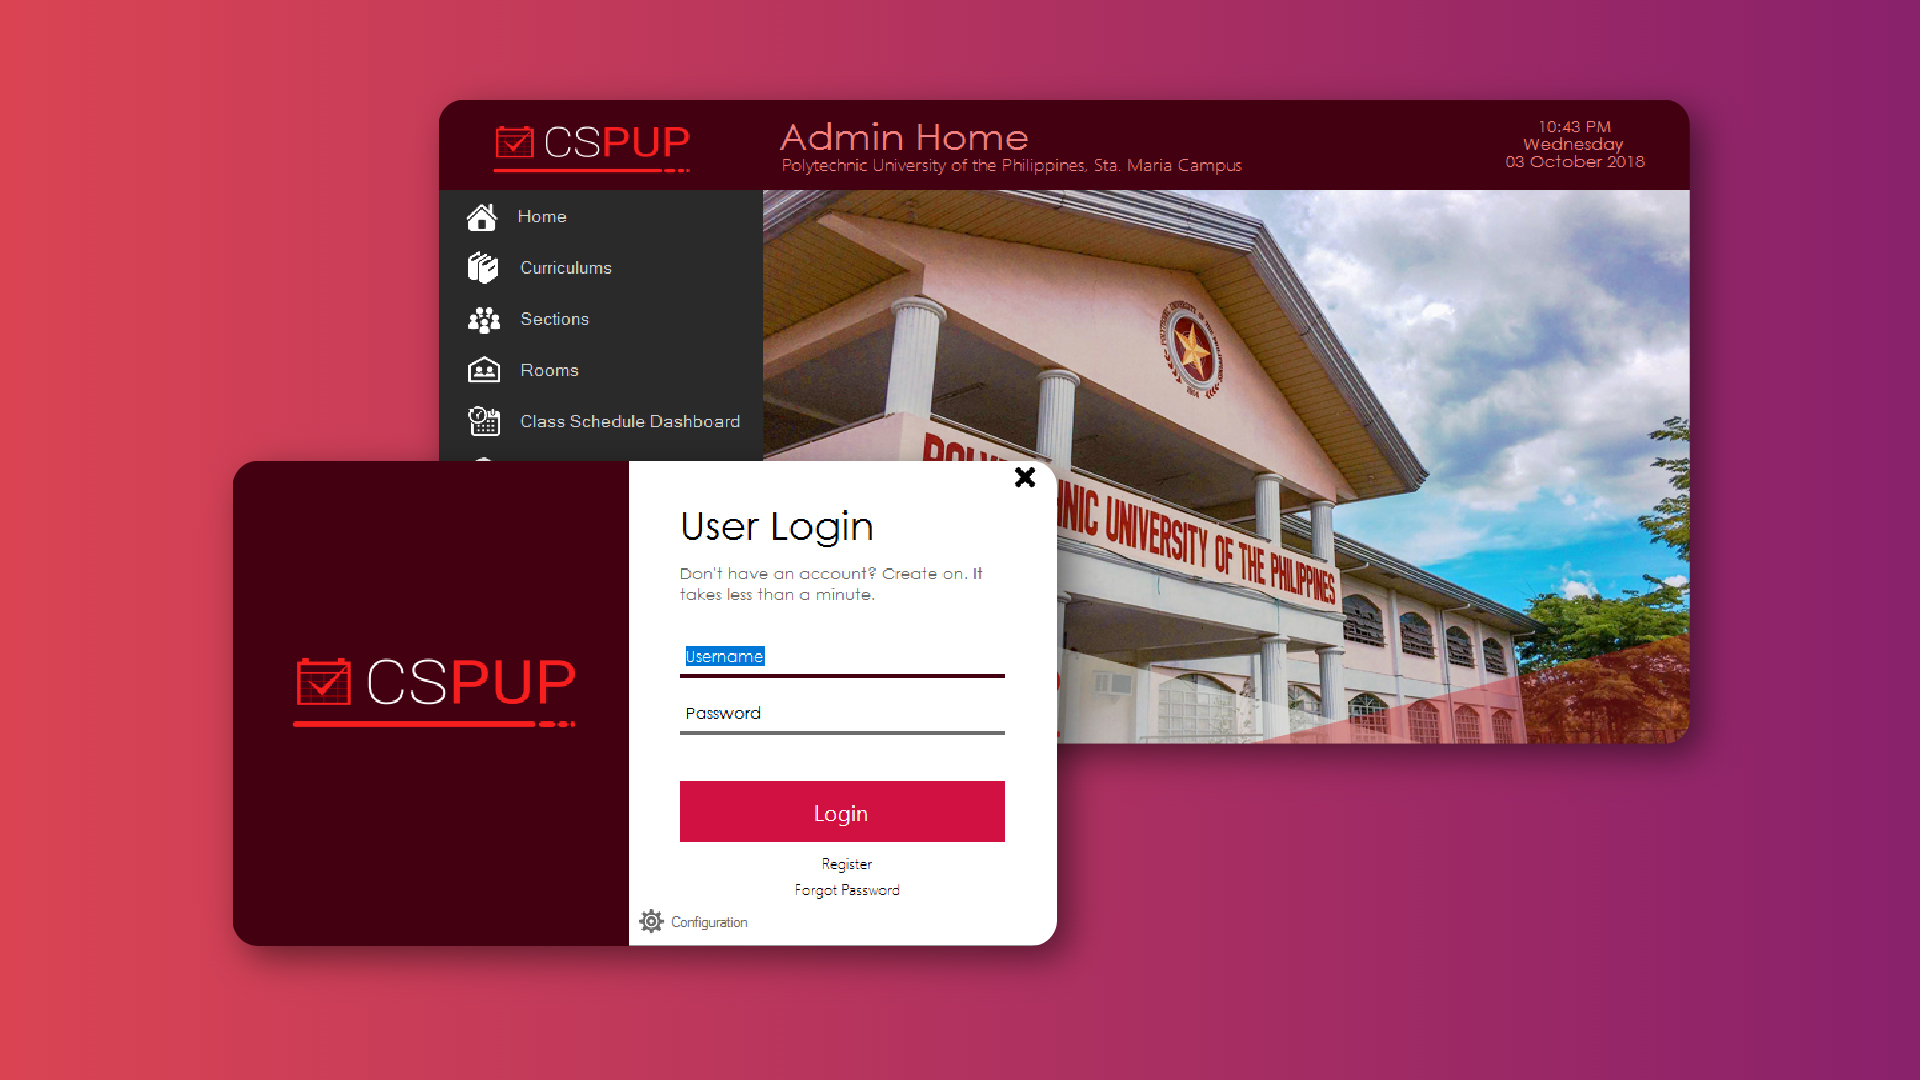 CSPUP
Admin Home
Polytechnic University of the Philippines, Sta. Maria Campus
10:43 PM
Wednesday
03 October 2018
Home
Curriculums
Sections
Rooms
Class Schedule Dashboard
POLYTECHNIC UNIVERSITY OF THE PHILIPPINES
1904
CSPUP
User Login
Don't have an account? Create on. It
takes less than a minute.
Username
Password
Login
Register
Forgot Password
Configuration